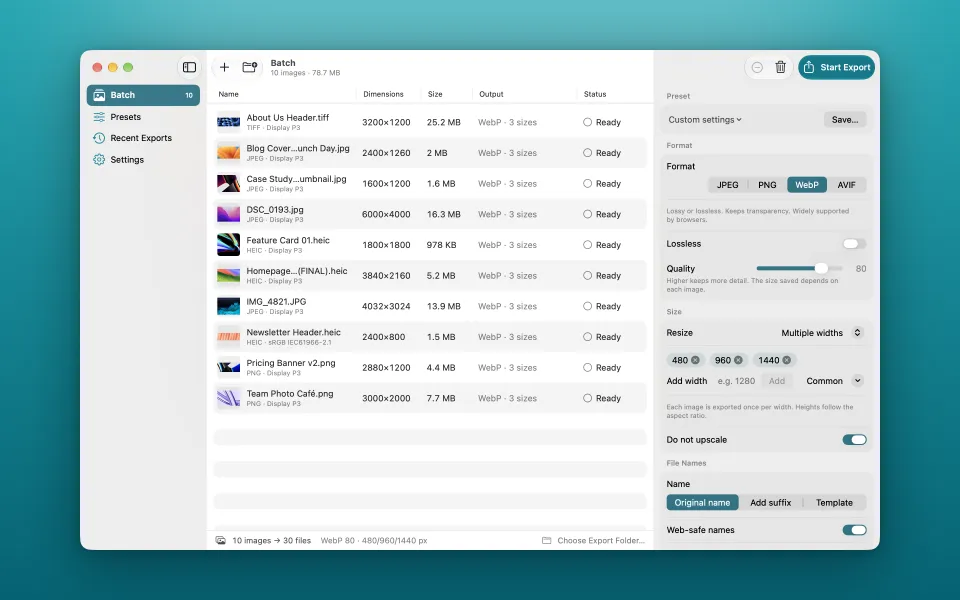 Batch
10
Presets
Recent Exports
Settings
Batch
10 images · 78.7 MB
Start Export
Name
Dimensions
Size
Output
Status
About Us Header.tiff
TIFF · Display P3
3200×1200
25.2 MB
WebP · 3 sizes
Ready
Blog Cover...unch Day.jpg
JPEG · Display P3
2400×1260
2 MB
WebP · 3 sizes
Ready
Case Study...umbnail.jpg
JPEG · Display P3
1600×1200
1.6 MB
WebP · 3 sizes
Ready
DSC_0193.jpg
JPEG · Display P3
6000×4000
16.3 MB
WebP · 3 sizes
Ready
Feature Card 01.heic
HEIC · Display P3
1800×1800
978 KB
WebP · 3 sizes
Ready
Homepage...(FINAL).heic
HEIC · Display P3
3840×2160
5.2 MB
WebP · 3 sizes
Ready
IMG_4821.JPG
JPEG · Display P3
4032×3024
13.9 MB
WebP · 3 sizes
Ready
Newsletter Header.heic
HEIC · sRGB IEC61966-2.1
2400×800
1.5 MB
WebP · 3 sizes
Ready
Pricing Banner v2.png
PNG · Display P3
2880×1200
4.4 MB
WebP · 3 sizes
Ready
Team Photo Café.png
PNG · Display P3
3000×2000
7.7 MB
WebP · 3 sizes
Ready
10 images → 30 files
WebP 80 · 480/960/1440 px
Choose Export Folder...
Preset
Custom settings
Save...
Format
Format
JPEG
PNG
WebP
AVIF
Lossy or lossless. Keeps transparency. Widely supported
by browsers.
Lossless
Quality
80
Higher keeps more detail. The size saved depends on
each image.
Size
Resize
Multiple widths
480
960
1440
Add width
e.g. 1280
Add
Common
Each image is exported once per width. Heights follow the
aspect ratio.
Do not upscale
File Names
Name
Original name
Add suffix
Template
Web-safe names